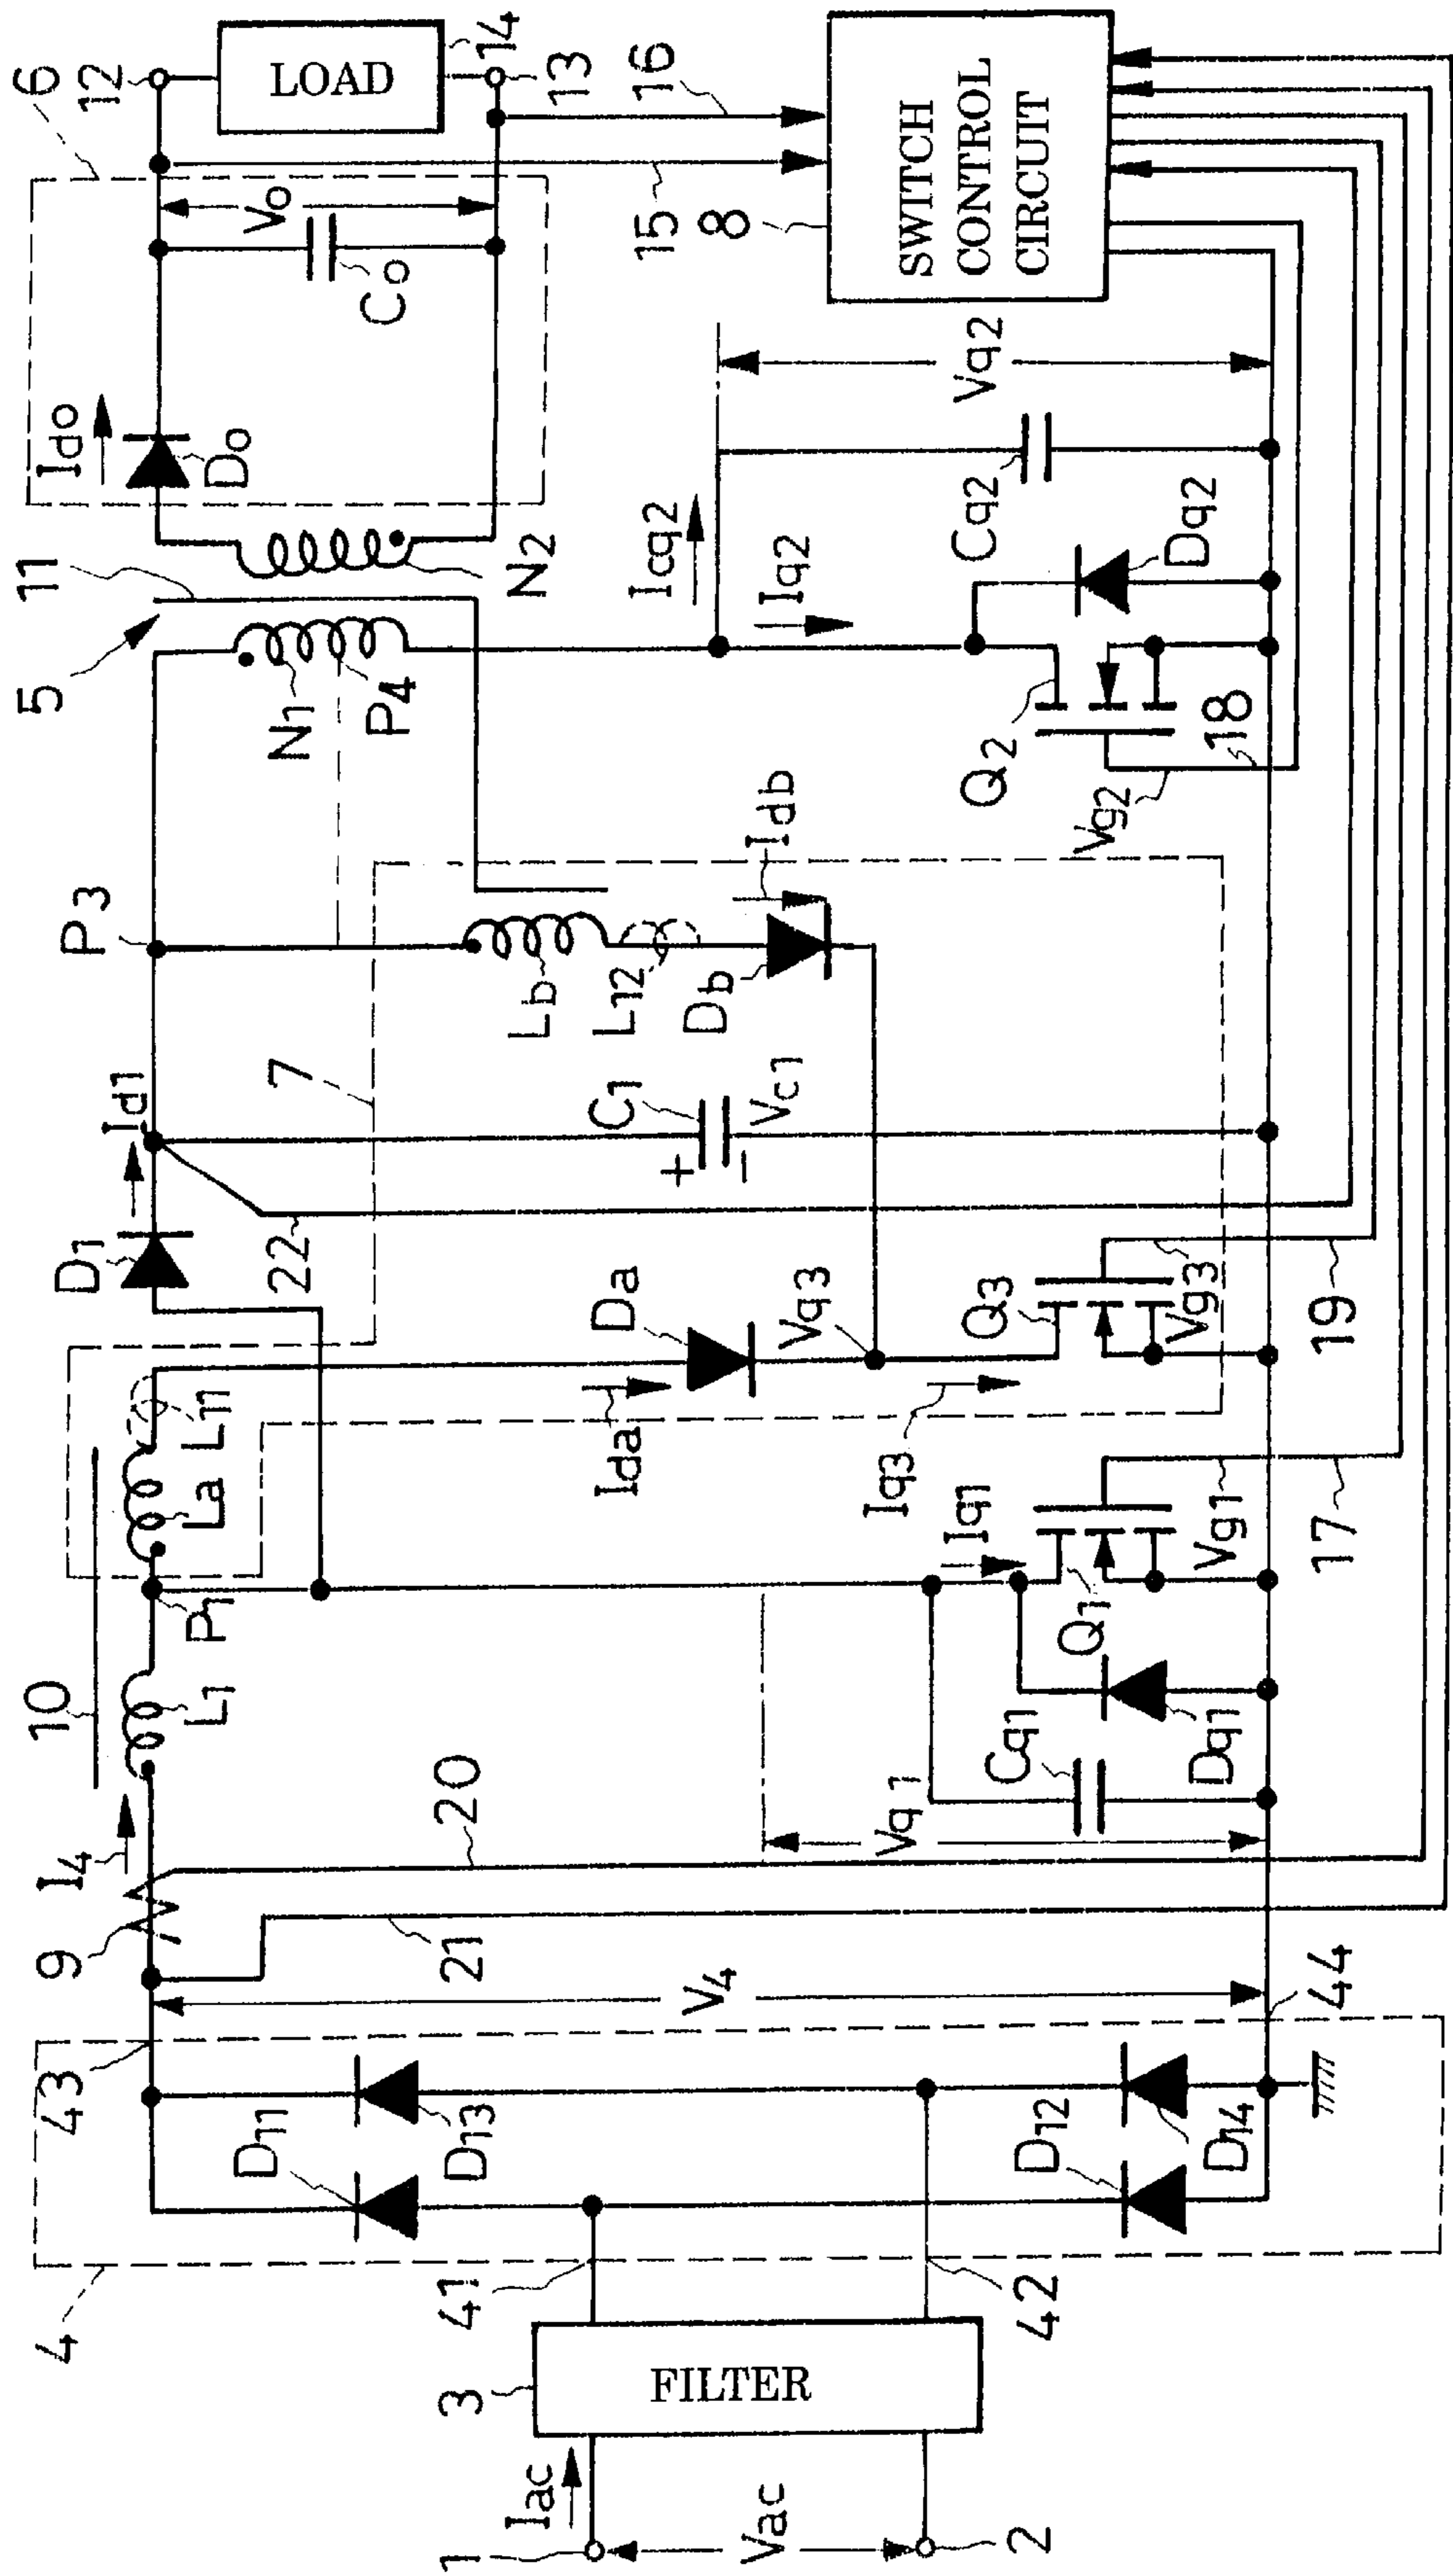 1
2
Iac
Vac
3
FILTER
41
42
4
D11
D13
D12
D14
43
44
V4
9
I4
20
21
10
L1
P1
La
L11
Vq1
Cq1
Dq1
Q1
Iq1
Vg1
17
D1
Id1
22
7
Ida
Da
Vq3
Iq3
Q3
Vg3
19
C1
+
−
Vc1
P3
Lb
L12
Db
Idb
5
11
N1
P4
N2
Icq2
Iq2
Q2
Vg2
18
Cq2
Dq2
Vq2
Ido
Do
6
Co
Vo
12
13
14
LOAD
15
16
8
SWITCH
CONTROL
CIRCUIT